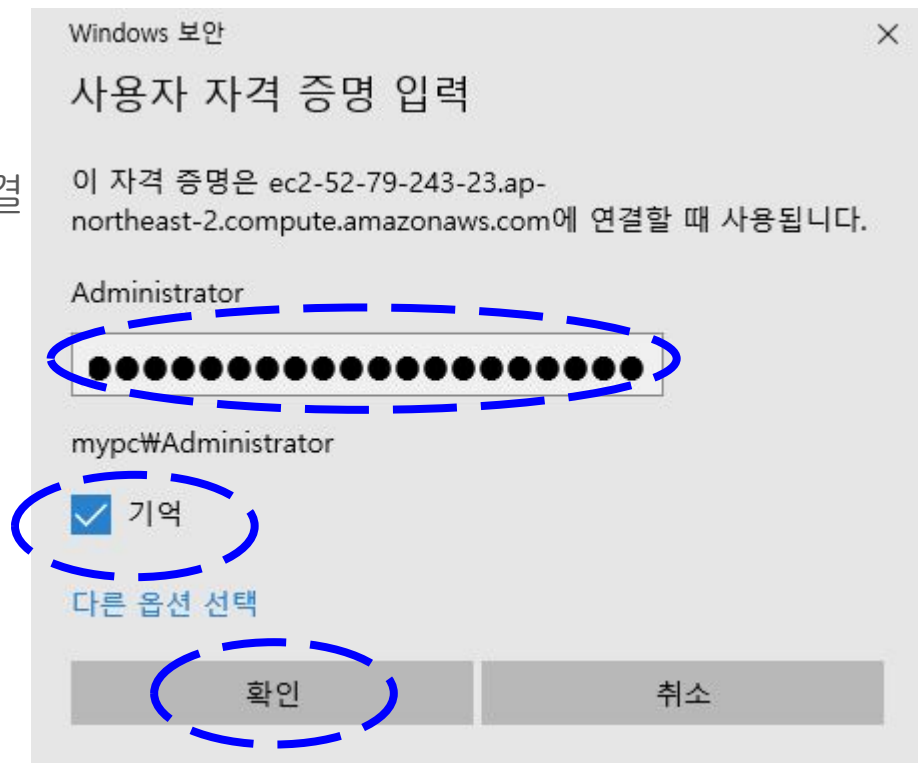 Windows 보안
사용자 자격 증명 입력
이 자격 증명은 ec2-52-79-243-23.ap-
northeast-2.compute.amazonaws.com에 연결할 때 사용됩니다.
Administrator
●●●●●●●●●●●●●●●●●●●●
mypc₩Administrator
기억
다른 옵션 선택
확인
취소